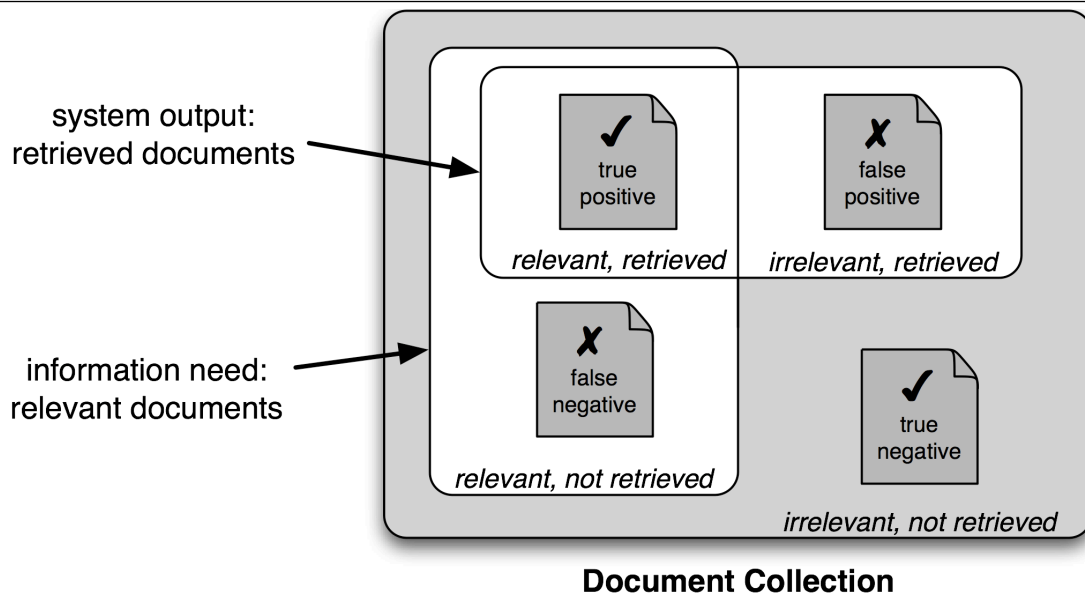 system output:
retrieved documents
✔
true
positive
✗
false
positive
relevant, retrieved
irrelevant, retrieved
information need:
relevant documents
✗
false
negative
✔
true
negative
relevant, not retrieved
irrelevant, not retrieved
Document Collection